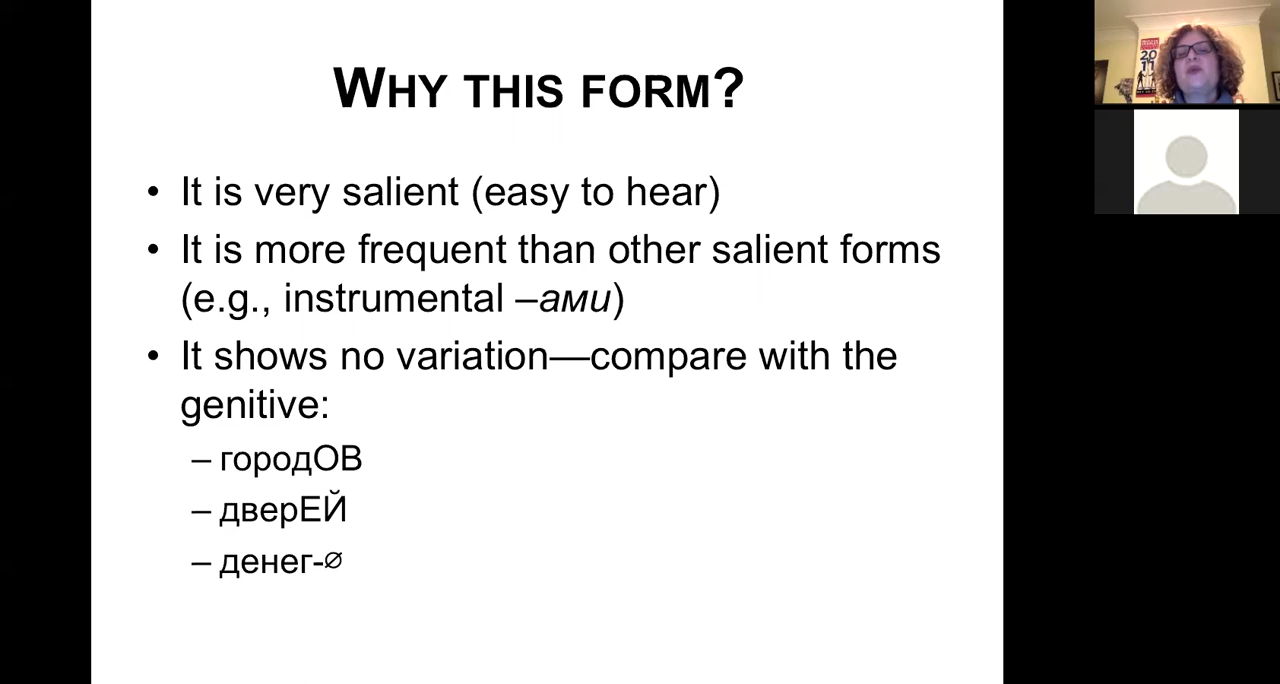 WHY THIS FORM?
• It is very salient (easy to hear)
• It is more frequent than other salient forms
(e.g., instrumental –ами)
• It shows no variation—compare with the
genitive:
– городОВ
– дверЕЙ
– денег-∅
20